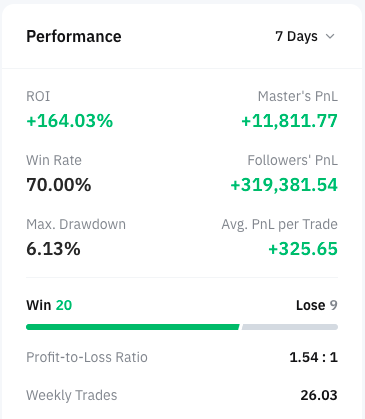 Performance 7 Days
ROI Master's PnL
+164.03% +11,811.77
Win Rate Followers' PnL
70.00% +319,381.54
Max. Drawdown Avg. PnL per Trade
6.13% +325.65
Win 20 Lose 9
Profit-to-Loss Ratio 1.54 : 1
Weekly Trades 26.03